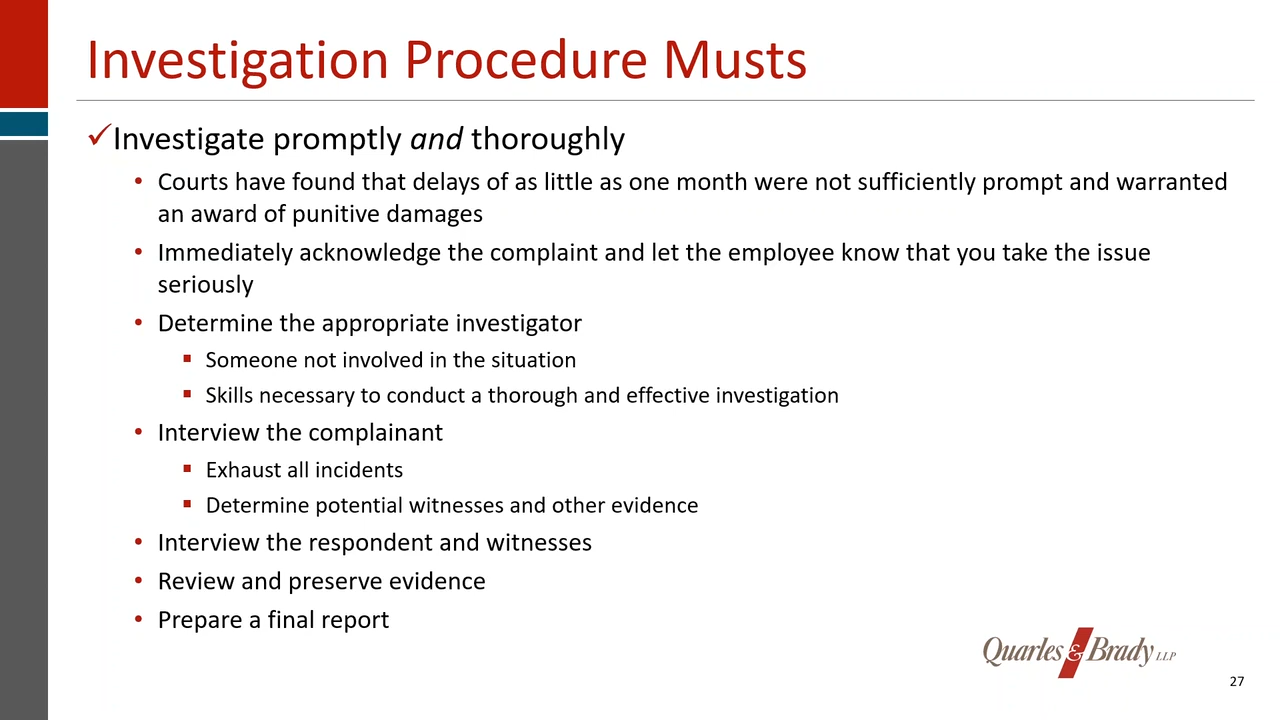 Investigation Procedure Musts
✓Investigate promptly and thoroughly
• Courts have found that delays of as little as one month were not sufficiently prompt and warranted
an award of punitive damages
• Immediately acknowledge the complaint and let the employee know that you take the issue
seriously
• Determine the appropriate investigator
▪ Someone not involved in the situation
▪ Skills necessary to conduct a thorough and effective investigation
• Interview the complainant
▪ Exhaust all incidents
▪ Determine potential witnesses and other evidence
• Interview the respondent and witnesses
• Review and preserve evidence
• Prepare a final report
Quarles & Brady LLP
27